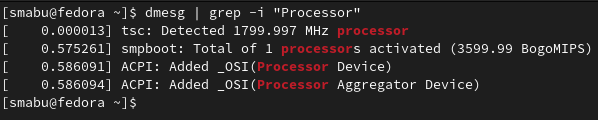 [smabu@fedora ~]$ dmesg | grep -i "Processor"
[    0.000013] tsc: Detected 1799.997 MHz processor
[    0.575261] smpboot: Total of 1 processors activated (3599.99 BogoMIPS)
[    0.586091] ACPI: Added _OSI(Processor Device)
[    0.586094] ACPI: Added _OSI(Processor Aggregator Device)
[smabu@fedora ~]$